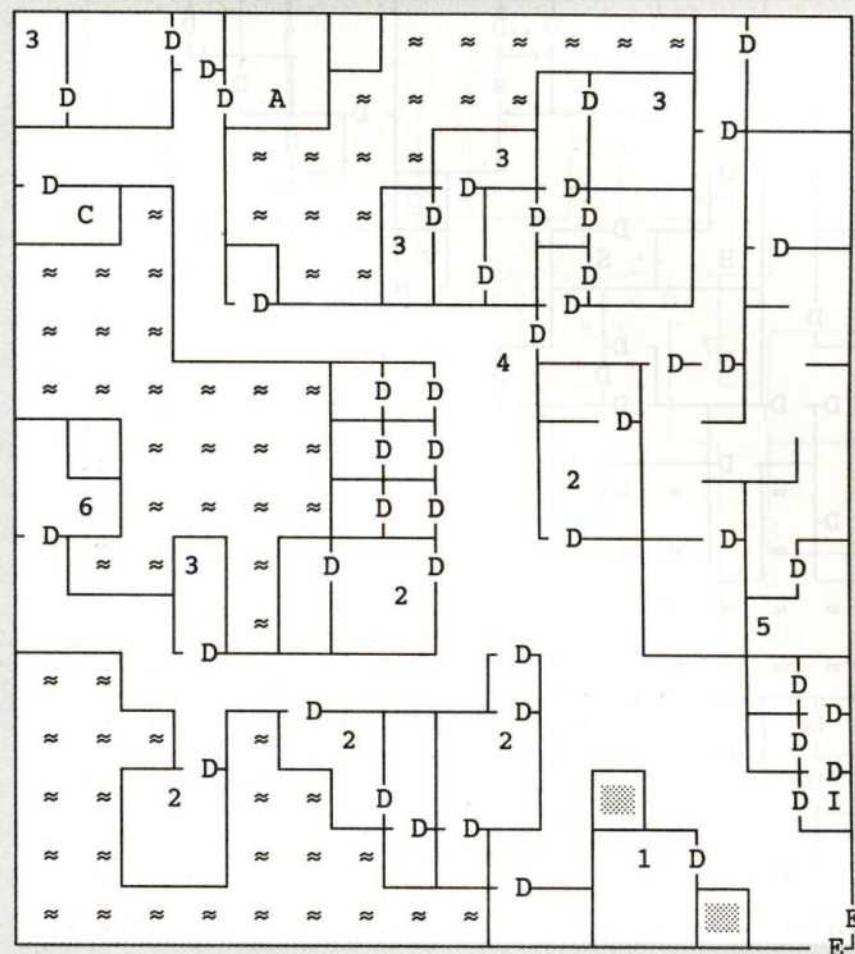 3 D ≈ ≈ ≈ ≈ ≈ ≈ D
D
D D A ≈ ≈ ≈ ≈ D 3
D
≈ ≈ ≈ ≈ 3
D D D
C ≈ ≈ ≈ ≈ D D D
≈ ≈ ≈ ≈ ≈ 3 D D D
D D
≈ ≈ ≈ D
4 D D
≈ ≈ ≈ ≈ ≈ ≈ D D
D
≈ ≈ ≈ D D
2
6 ≈ ≈ ≈ D D
D D D
≈ ≈ 3 ≈ D D D
2
≈ 5
D D
≈ ≈ D
D D D
≈ ≈ ≈ ≈ 2 2 D
D D
≈ ≈ 2 ≈ ≈ D D I
D D
≈ ≈ ≈ ≈ ≈ 1 D
D
≈ ≈ ≈ ≈ ≈ ≈ ≈ ≈ ≈ E
E